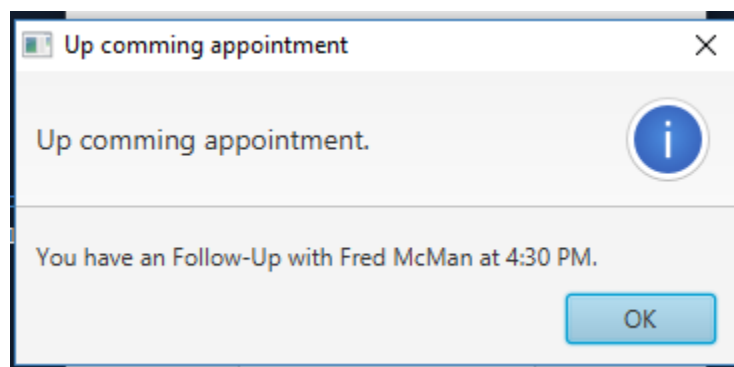 Up comming appointment
Up comming appointment.
i
You have an Follow-Up with Fred McMan at 4:30 PM.
OK